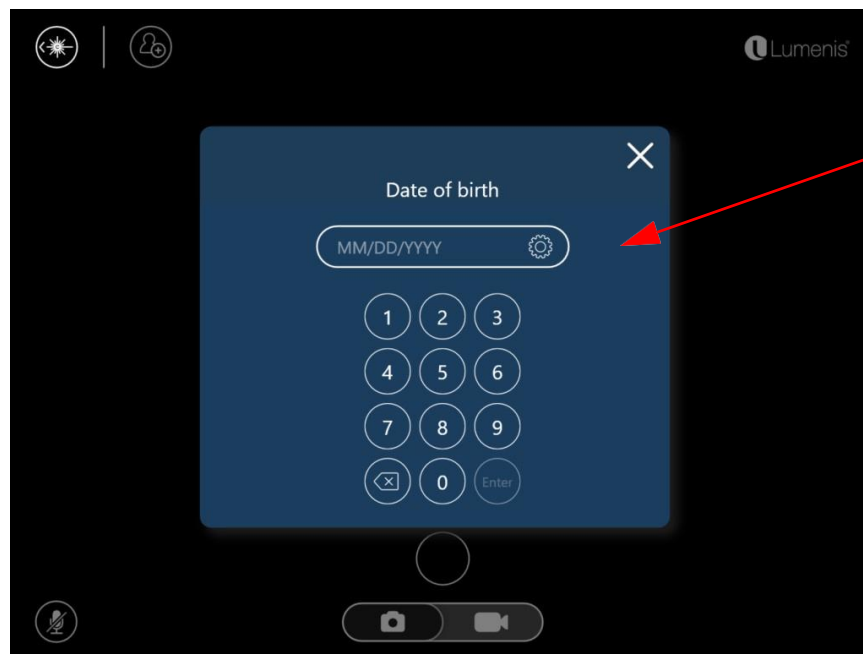 Lumenis
Date of birth
MM/DD/YYYY
1 2 3
4 5 6
7 8 9
0 Enter